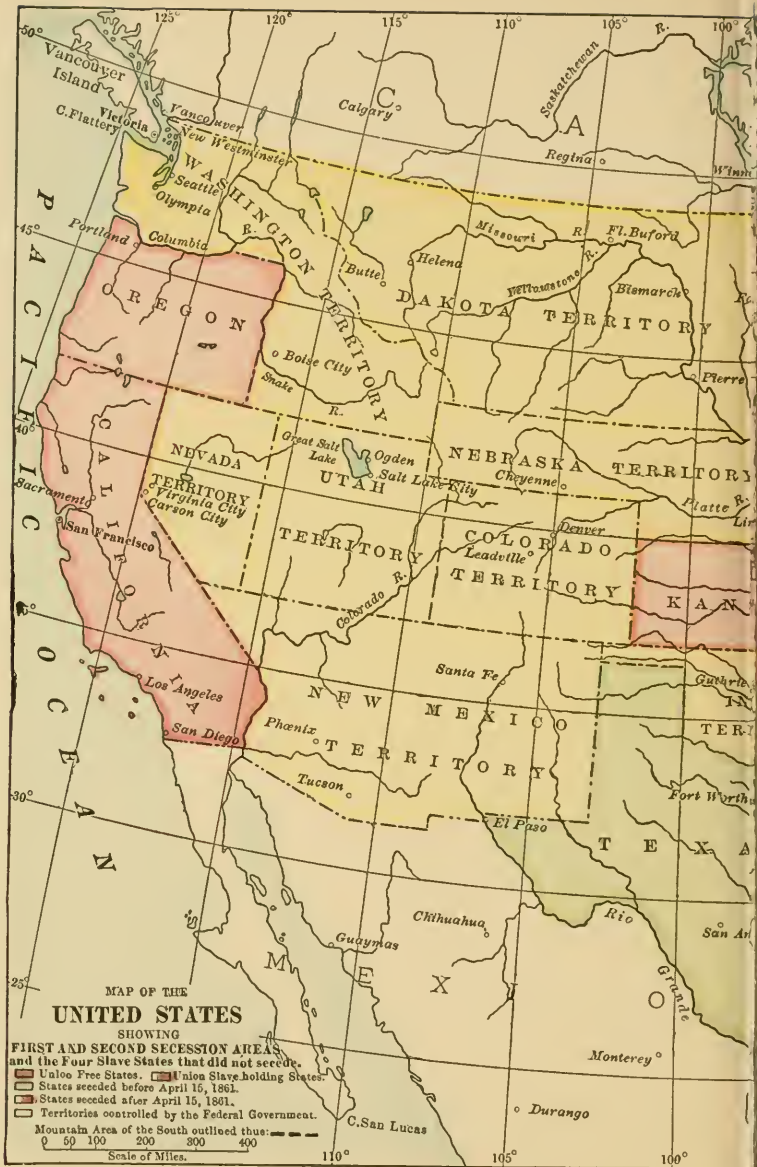 125°
120°
115°
110°
105°
100°
50°
Vancouver
Island
C. Flattery
Victoria
Vancouver
New Westminster
Calgary
C
A
Saskatchewan R.
Regina
Winn
WASHINGTON TERRITORY
Seattle
Olympia
45°
Portland
Columbia R.
Missouri R.
Ft. Buford
Helena
Butte
Yellowstone R.
Bismarck
DAKOTA TERRITORY
OREGON
Boise City
Snake R.
Pierre
PACIFIC OCEAN
40°
CALIFORNIA
NEVADA
TERRITORY
Virginia City
Carson City
Great Salt
Lake
Ogden
Salt Lake City
UTAH
TERRITORY
NEBRASKA TERRITORY
Cheyenne
Platte R.
Lin
Sacramento
San Francisco
Denver
COLORADO
Leadville
TERRITORY
KAN
Colorado R.
35°
Los Angeles
San Diego
Santa Fe
Guthrie
IN
TER
NEW MEXICO
TERRITORY
Phœnix
Tucson
Fort Worth
30°
El Paso
TEXA
Chihuahua
Rio Grande
San An
Guaymas
MEXICO
25°
Monterey
Durango
C. San Lucas
MAP OF THE
UNITED STATES
SHOWING
FIRST AND SECOND SECESSION AREAS
and the Four Slave States that did not secede.
Union Free States. Union Slave holding States.
States seceded before April 15, 1861.
States seceded after April 15, 1861.
Territories controlled by the Federal Government.
Mountain Area of the South outlined thus:
0 50 100 200 300 400
Scale of Miles.
110°
105°
100°